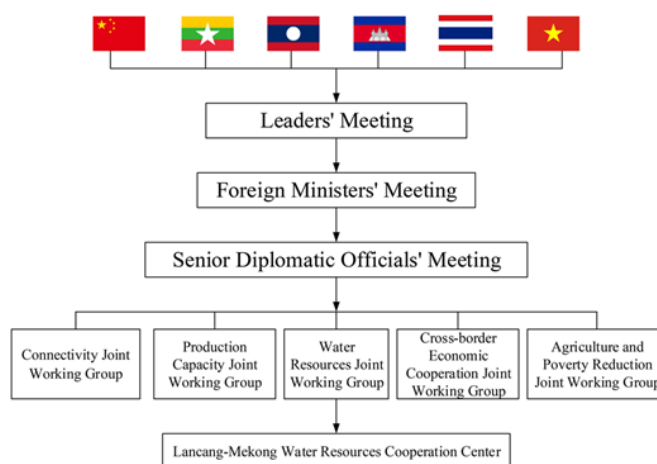 Leaders' Meeting
Foreign Ministers' Meeting
Senior Diplomatic Officials' Meeting
Connectivity Joint
Working Group
Production
Capacity Joint
Working Group
Water
Resources Joint
Working Group
Cross-border
Economic
Cooperation Joint
Working Group
Agriculture and
Poverty Reduction
Joint Working Group
Lancang-Mekong Water Resources Cooperation Center